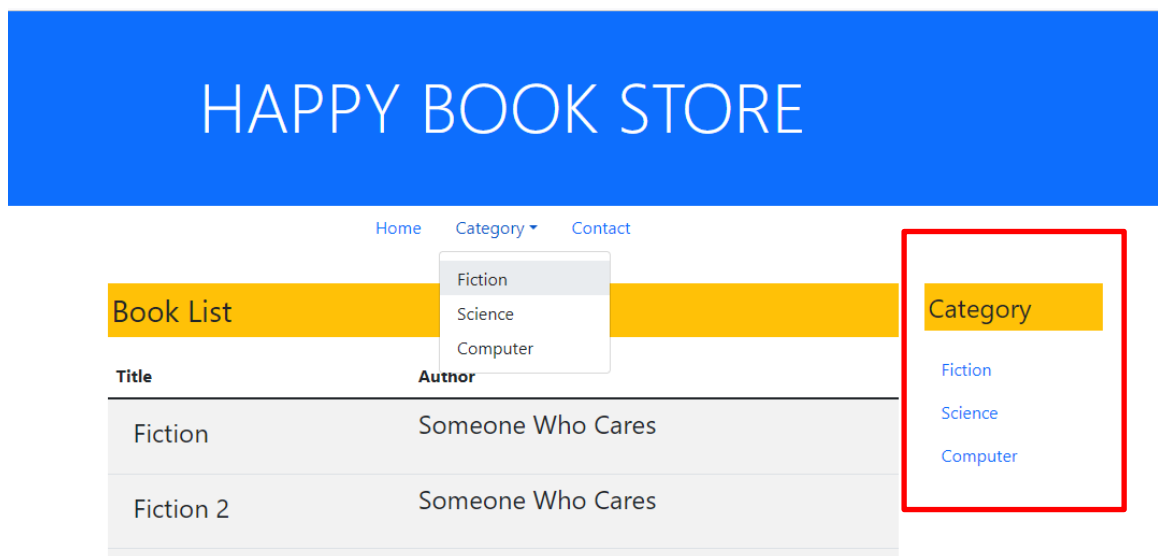 HAPPY BOOK STORE
Home Category Contact
Fiction
Science
Computer
Book List
Title Author
Fiction Someone Who Cares
Fiction 2 Someone Who Cares
Category
Fiction
Science
Computer